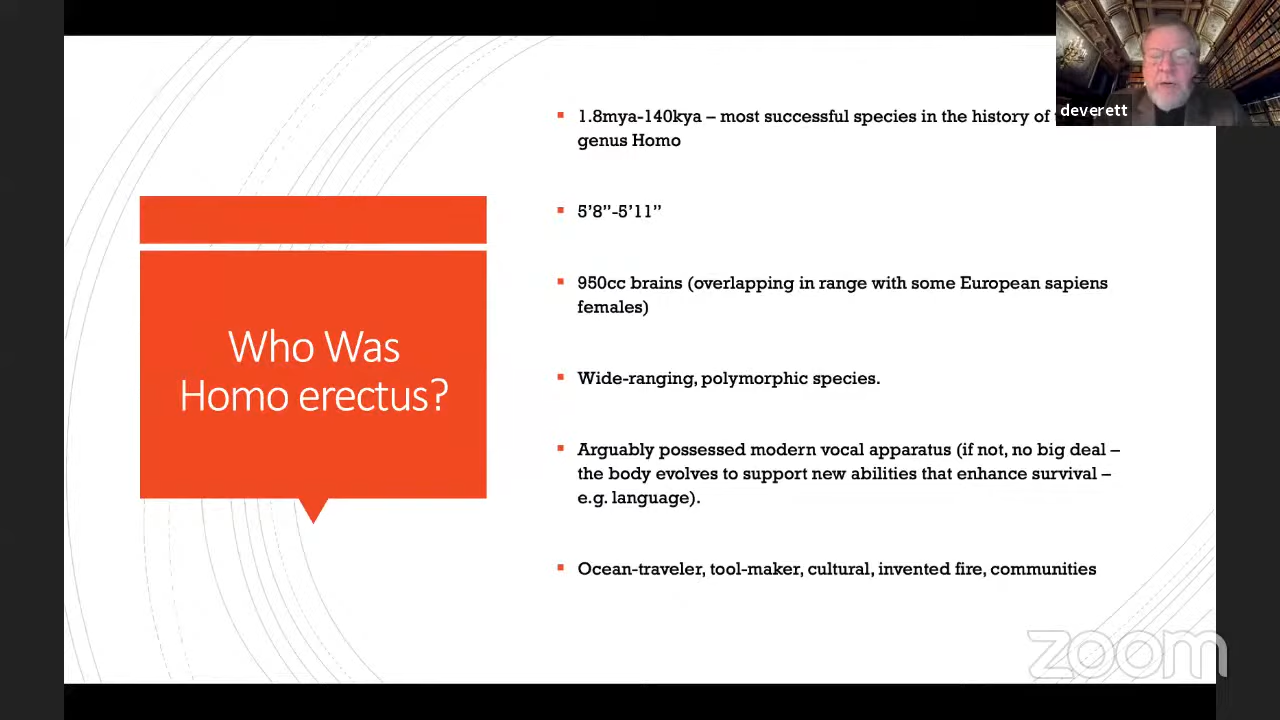 deverett
1.8mya-140kya – most successful species in the history of
genus Homo
5’8”-5’11”
950cc brains (overlapping in range with some European sapiens
females)
Wide-ranging, polymorphic species.
Arguably possessed modern vocal apparatus (if not, no big deal –
the body evolves to support new abilities that enhance survival –
e.g. language).
Ocean-traveler, tool-maker, cultural, invented fire, communities
Who Was
Homo erectus?
zoom